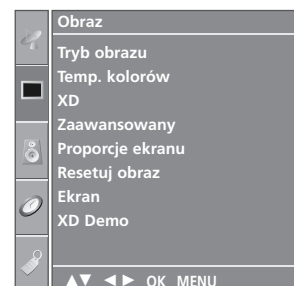 Obraz
Tryb obrazu
Temp. kolorów
XD
Zaawansowany
Proporcje ekranu
Resetuj obraz
Ekran
XD Demo
▲▼ ◄► OK MENU